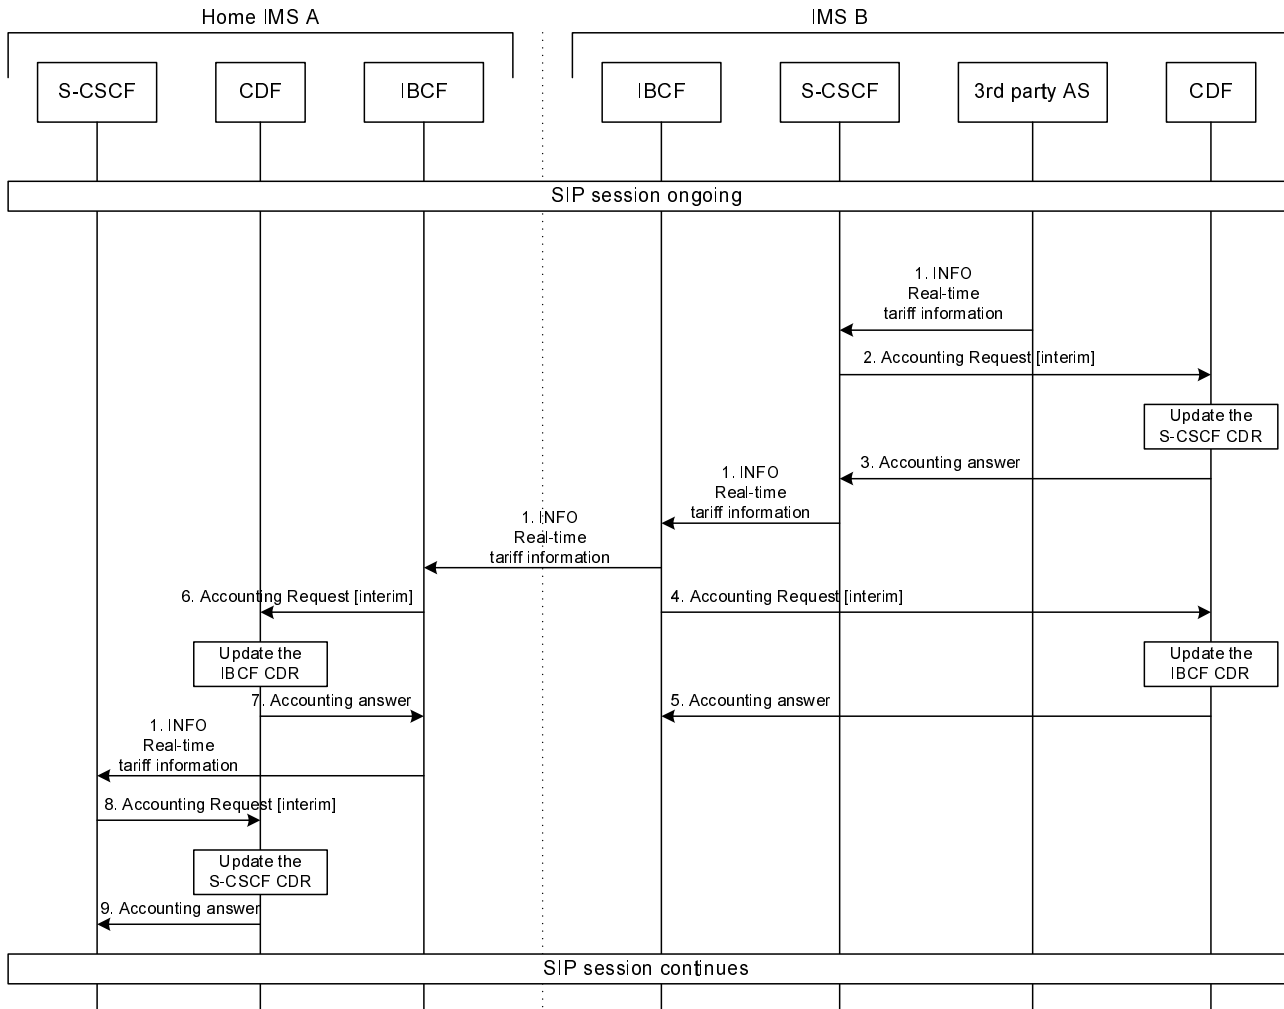 Home IMS A
IMS B
S-CSCF
CDF
IBCF
IBCF
S-CSCF
3rd party AS
CDF
SIP session ongoing
1. INFO
Real-time
tariff information
2. Accounting Request [interim]
Update the
S-CSCF CDR
3. Accounting answer
1. INFO
Real-time
tariff information
1. INFO
Real-time
tariff information
6. Accounting Request [interim]
4. Accounting Request [interim]
Update the
IBCF CDR
Update the
IBCF CDR
7. Accounting answer
5. Accounting answer
1. INFO
Real-time
tariff information
8. Accounting Request [interim]
Update the
S-CSCF CDR
9. Accounting answer
SIP session continues